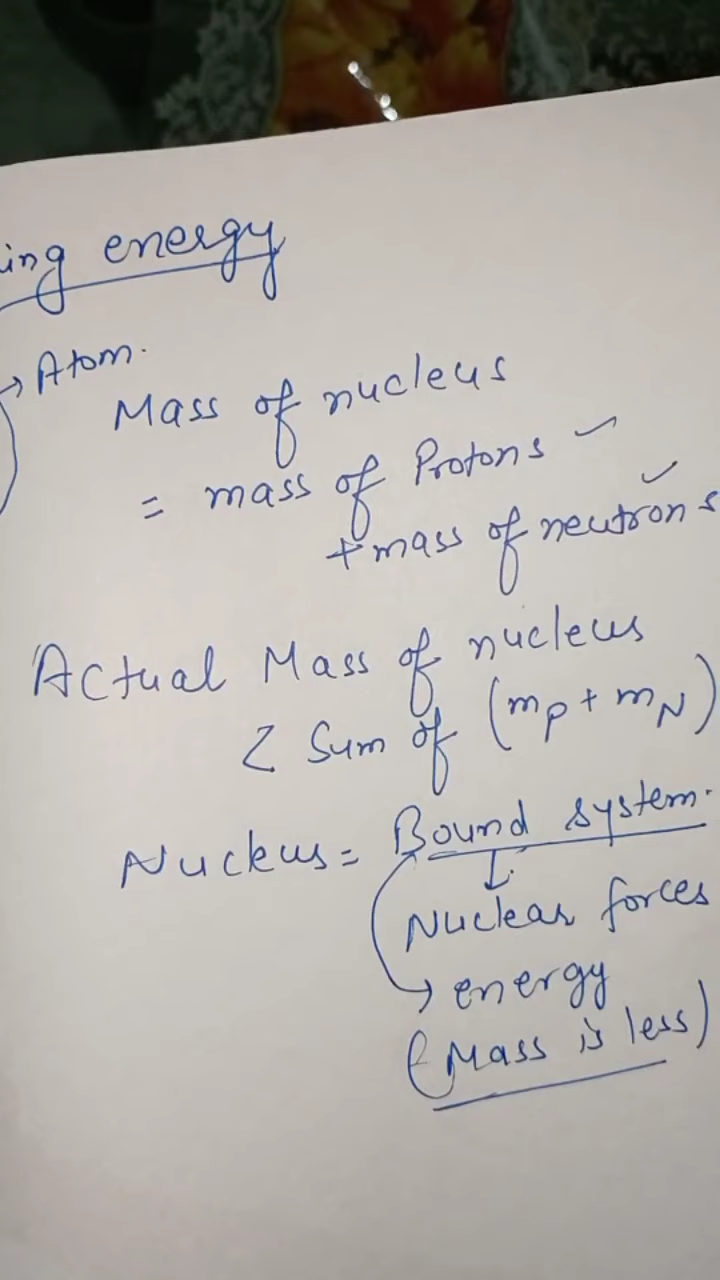 ing energy
→ Atom.
Mass of nucleus
= mass of Protons ✓
+ mass of neutrons ✓
Actual Mass of nucleus
< Sum of (mp + mN)
Nucleus = Bound system.
↓
Nuclear forces
→ energy
(Mass is less)